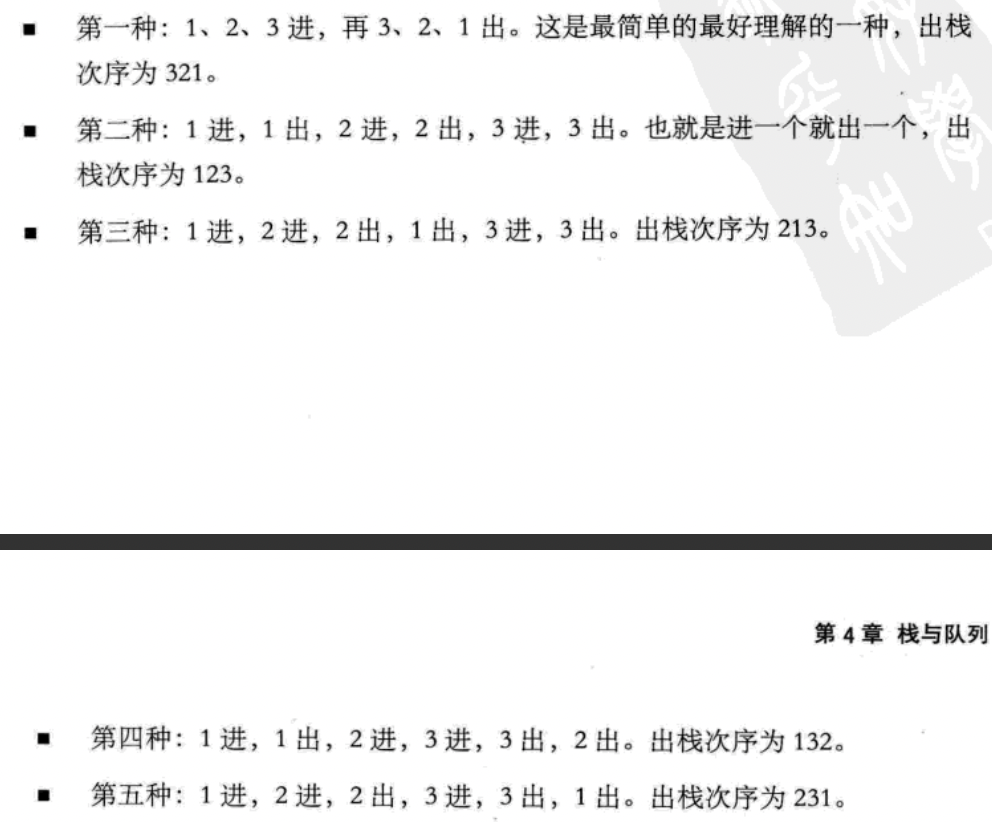 ■ 第一种：1、2、3 进，再 3、2、1 出。这是最简单的最好理解的一种，出栈
次序为 321。
■ 第二种：1 进，1 出，2 进，2 出，3 进，3 出。也就是进一个就出一个，出
栈次序为 123。
■ 第三种：1 进，2 进，2 出，1 出，3 进，3 出。出栈次序为 213。
第 4 章 栈与队列
■ 第四种：1 进，1 出，2 进，3 进，3 出，2 出。出栈次序为 132。
■ 第五种：1 进，2 进，2 出，3 进，3 出，1 出。出栈次序为 231。